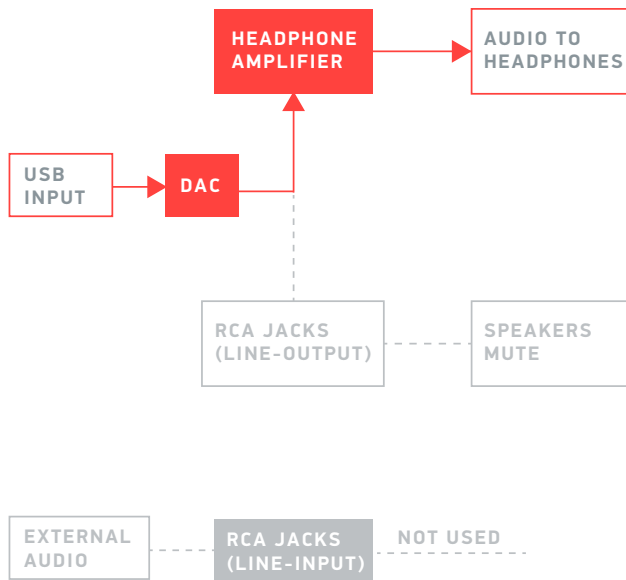 HEADPHONE
AMPLIFIER
AUDIO TO
HEADPHONES
USB
INPUT
DAC
RCA JACKS
(LINE-OUTPUT)
SPEAKERS
MUTE
EXTERNAL
AUDIO
RCA JACKS
(LINE-INPUT)
NOT USED